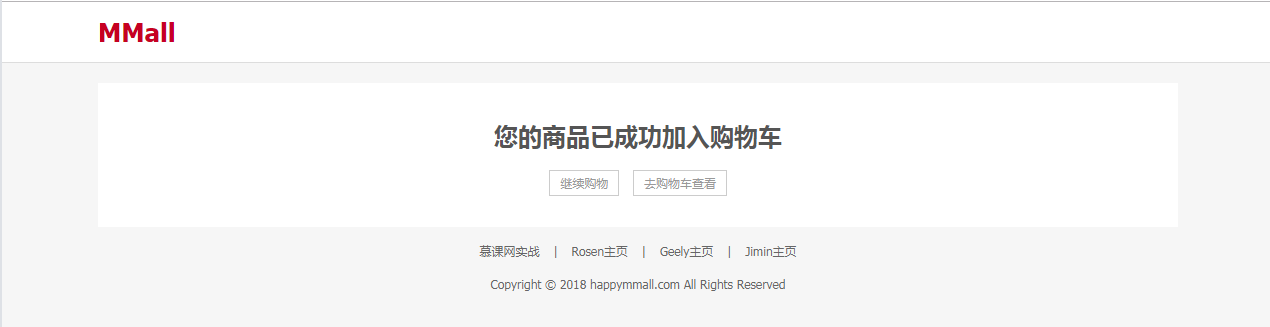 MMall
您的商品已成功加入购物车
继续购物 去购物车查看
慕课网实战 | Rosen主页 | Geely主页 | Jimin主页
Copyright © 2018 happymmall.com All Rights Reserved